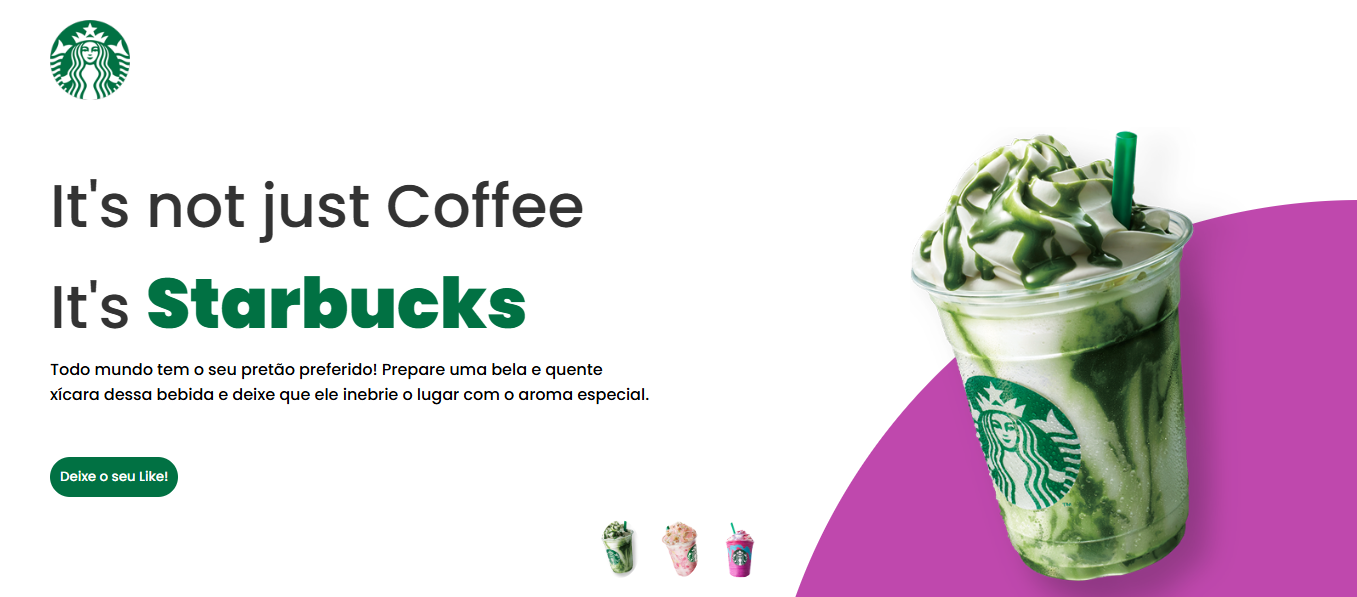 It's not just Coffee
It's Starbucks
Todo mundo tem o seu pretão preferido! Prepare uma bela e quente
xícara dessa bebida e deixe que ele inebrie o lugar com o aroma especial.
Deixe o seu Like!
TM